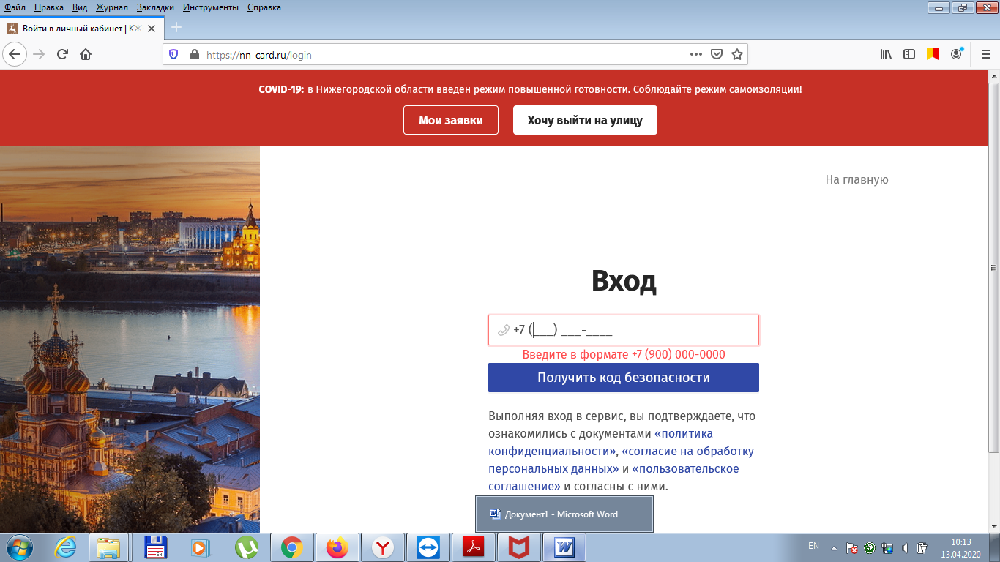 Файл Правка Вид Журнал Закладки Инструменты Справка
Войти в личный кабинет | КЖ
https://nn-card.ru/login
COVID-19: в Нижегородской области введен режим повышенной готовности. Соблюдайте режим самоизоляции!
Мои заявки Хочу выйти на улицу
На главную
Вход
+7 (___) ___-____
Введите в формате +7 (900) 000-0000
Получить код безопасности
Выполняя вход в сервис, вы подтверждаете, что
ознакомились с документами «политика
конфиденциальности», «согласие на обработку
персональных данных» и «пользовательское
соглашение» и согласны с ними.
Документ1 - Microsoft Word
EN
10:13
13.04.2020